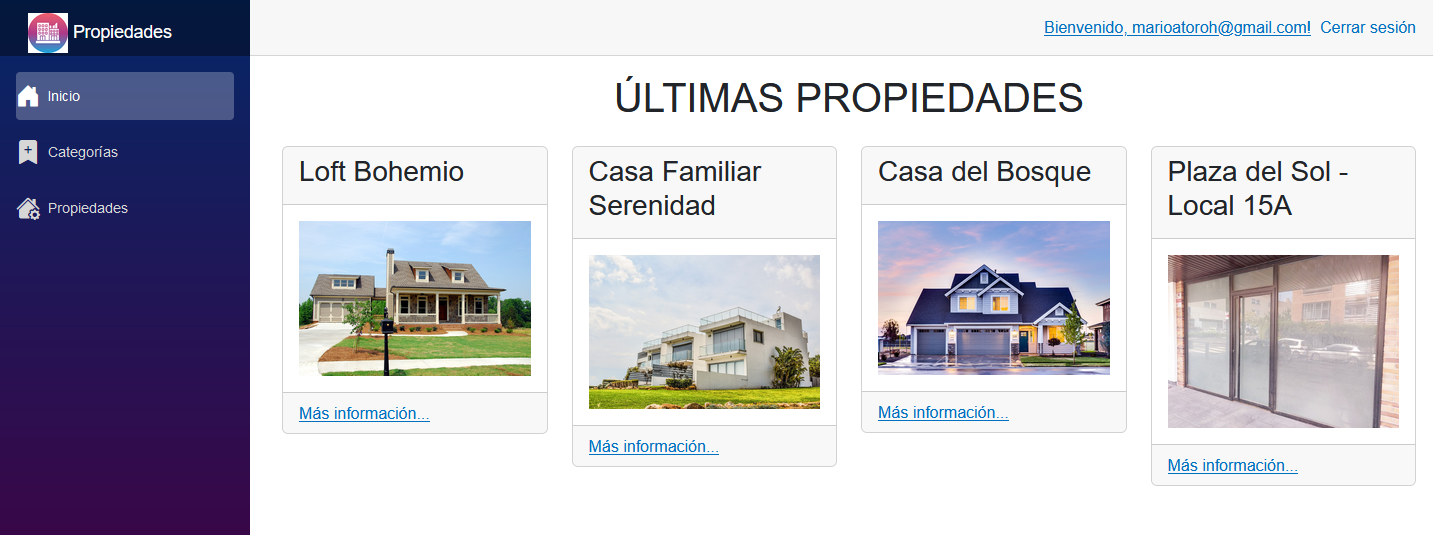 Propiedades
Bienvenido, marioatoroh@gmail.com! Cerrar sesión
Inicio
Categorías
Propiedades
ÚLTIMAS PROPIEDADES
Loft Bohemio
Más información...
Casa Familiar
Serenidad
Más información...
Casa del Bosque
Más información...
Plaza del Sol -
Local 15A
Más información...